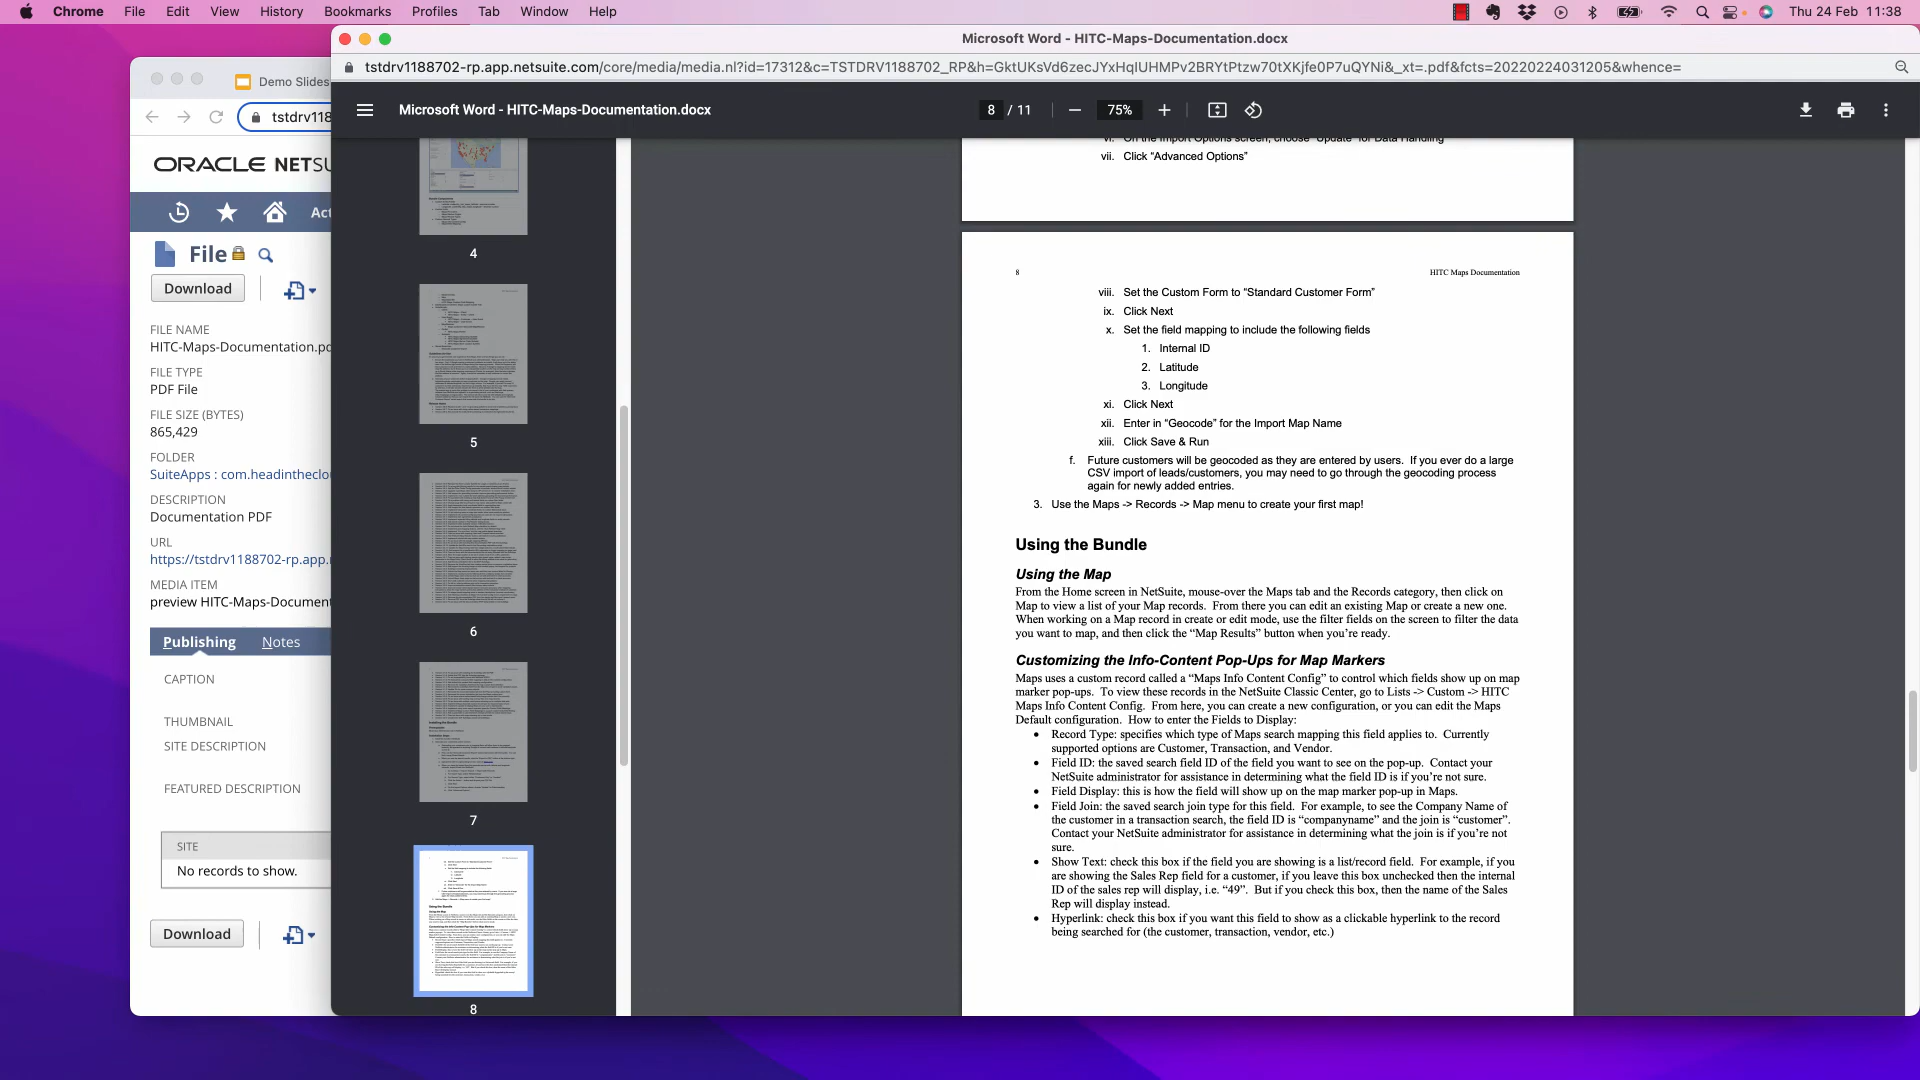 Chrome File Edit View History Bookmarks Profiles Tab Window Help Thu 24 Feb 11:38
Microsoft Word - HITC-Maps-Documentation.docx
tstdrv1188702-rp.app.netsuite.com/core/media/media.nl?id=17312&c=TSTDRV1188702_RP&h=GktUKsVd6zecJYxHqIUHMPv2BRYtPtzw70tXKjfe0P7uQYNi&_xt=.pdf&fcts=20220224031205&whence=
Microsoft Word - HITC-Maps-Documentation.docx 8 / 11 75%
Demo Slides
tstdrv118
ORACLE NETSU
Act
File
Download
FILE NAME
HITC-Maps-Documentation.pd
FILE TYPE
PDF File
FILE SIZE (BYTES)
865,429
FOLDER
SuiteApps : com.headintheclou
DESCRIPTION
Documentation PDF
URL
https://tstdrv1188702-rp.app.
MEDIA ITEM
preview HITC-Maps-Document
Publishing Notes
CAPTION
THUMBNAIL
SITE DESCRIPTION
FEATURED DESCRIPTION
SITE
No records to show.
Download
4
5
6
7
8
vi. On the Import Options screen, choose "Update" for Data Handling
vii. Click “Advanced Options”
8 HITC Maps Documentation
viii. Set the Custom Form to “Standard Customer Form”
ix. Click Next
x. Set the field mapping to include the following fields
1. Internal ID
2. Latitude
3. Longitude
xi. Click Next
xii. Enter in “Geocode” for the Import Map Name
xiii. Click Save & Run
f. Future customers will be geocoded as they are entered by users. If you ever do a large
CSV import of leads/customers, you may need to go through the geocoding process
again for newly added entries.
3. Use the Maps -> Records -> Map menu to create your first map!
Using the Bundle
Using the Map
From the Home screen in NetSuite, mouse-over the Maps tab and the Records category, then click on
Map to view a list of your Map records. From there you can edit an existing Map or create a new one.
When working on a Map record in create or edit mode, use the filter fields on the screen to filter the data
you want to map, and then click the “Map Results” button when you’re ready.
Customizing the Info-Content Pop-Ups for Map Markers
Maps uses a custom record called a “Maps Info Content Config” to control which fields show up on map
marker pop-ups. To view these records in the NetSuite Classic Center, go to Lists -> Custom -> HITC
Maps Info Content Config. From here, you can create a new configuration, or you can edit the Maps
Default configuration. How to enter the Fields to Display:
• Record Type: specifies which type of Maps search mapping this field applies to. Currently
supported options are Customer, Transaction, and Vendor.
• Field ID: the saved search field ID of the field you want to see on the pop-up. Contact your
NetSuite administrator for assistance in determining what the field ID is if you’re not sure.
• Field Display: this is how the field will show up on the map marker pop-up in Maps.
• Field Join: the saved search join type for this field. For example, to see the Company Name of
the customer in a transaction search, the field ID is “companyname” and the join is “customer”.
Contact your NetSuite administrator for assistance in determining what the join is if you’re not
sure.
• Show Text: check this box if the field you are showing is a list/record field. For example, if you
are showing the Sales Rep field for a customer, if you leave this box unchecked then the internal
ID of the sales rep will display, i.e. “49”. But if you check this box, then the name of the Sales
Rep will display instead.
• Hyperlink: check this box if you want this field to show as a clickable hyperlink to the record
being searched for (the customer, transaction, vendor, etc.)